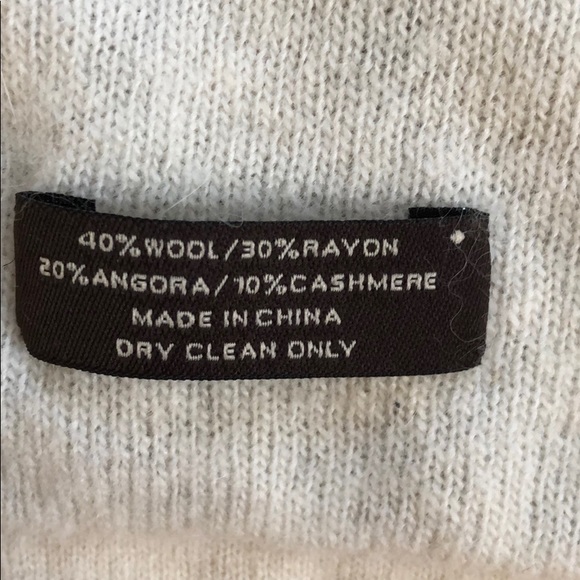 40%WOOL/30%RAYON
20%ANGORA/10%CASHMERE
MADE IN CHINA
DRY CLEAN ONLY